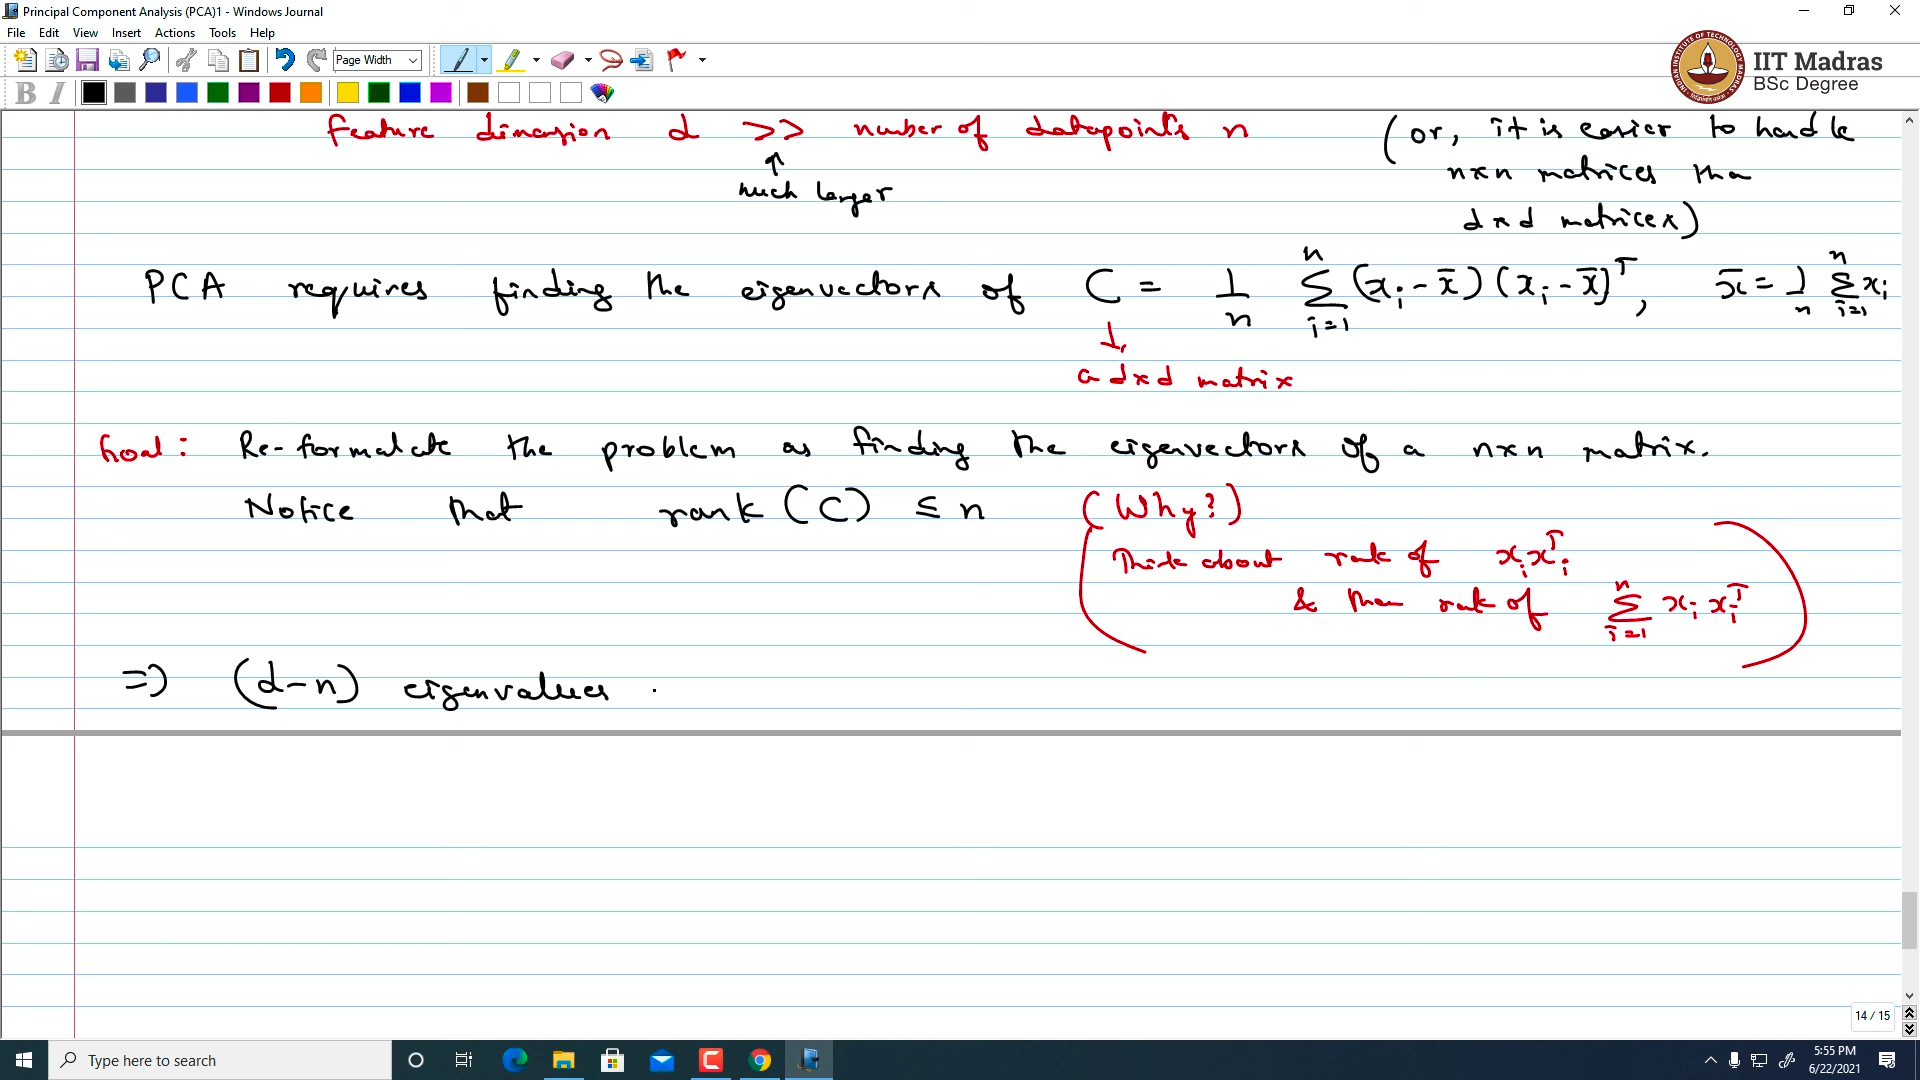 Principal Component Analysis (PCA)1 - Windows Journal
File Edit View Insert Actions Tools Help
Page Width
B I
IIT Madras
BSc Degree
feature dimension d >> number of datapoints n
↑
much larger
(or, it is easier to handle
n×n matrices than
d×d matrices)
PCA requires finding the eigenvectors of C = 1/n Σ_{i=1}^{n} (x_i - x̄)(x_i - x̄)^T, x̄ = 1/n Σ_{i=1}^{n} x_i
↓
a d×d matrix
Goal: Re-formulate the problem as finding the eigenvectors of a n×n matrix.
Notice that rank (C) ≤ n (Why?)
(Think about rank of x_i x_i^T
& then rank of Σ_{i=1}^{n} x_i x_i^T)
=> (d-n) eigenvalues
14 / 15
Type here to search
5:55 PM
6/22/2021